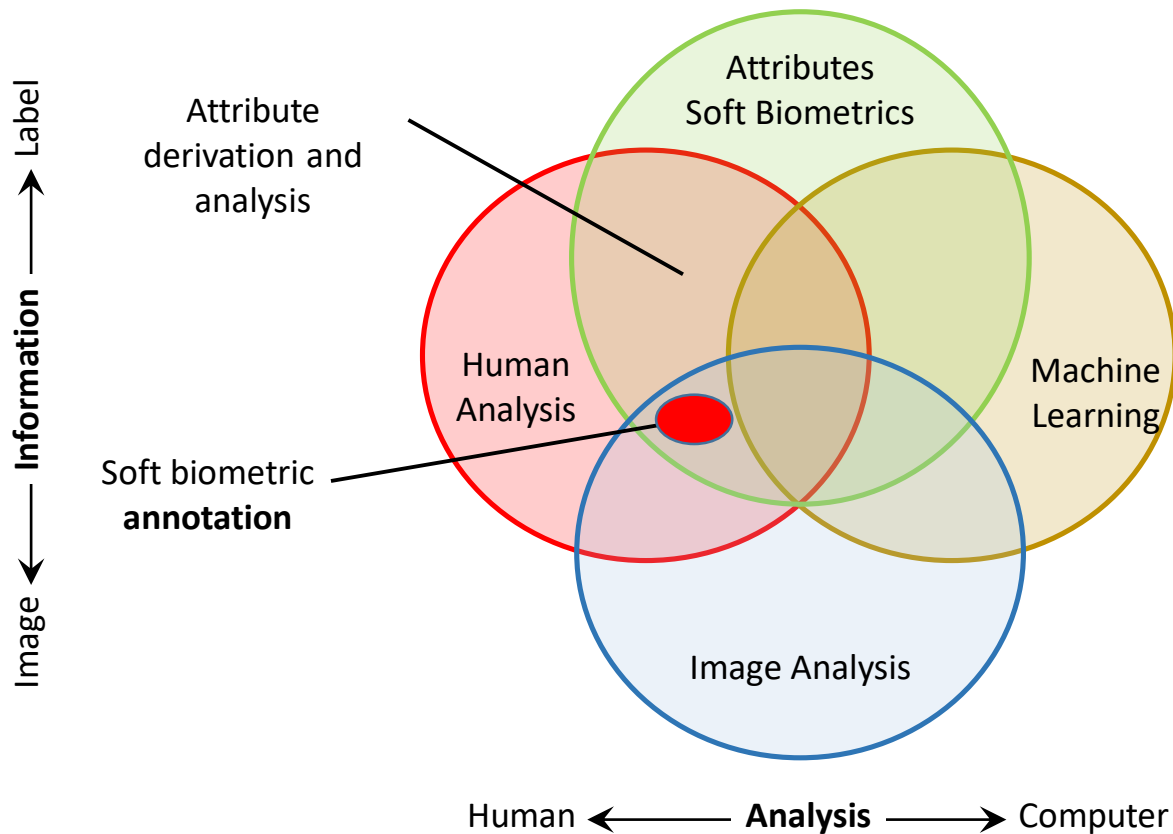 Attributes
Soft Biometrics
Attribute
derivation and
analysis
Human
Analysis
Machine
Learning
Soft biometric
annotation
Image Analysis
Image Information Label
Human Analysis Computer